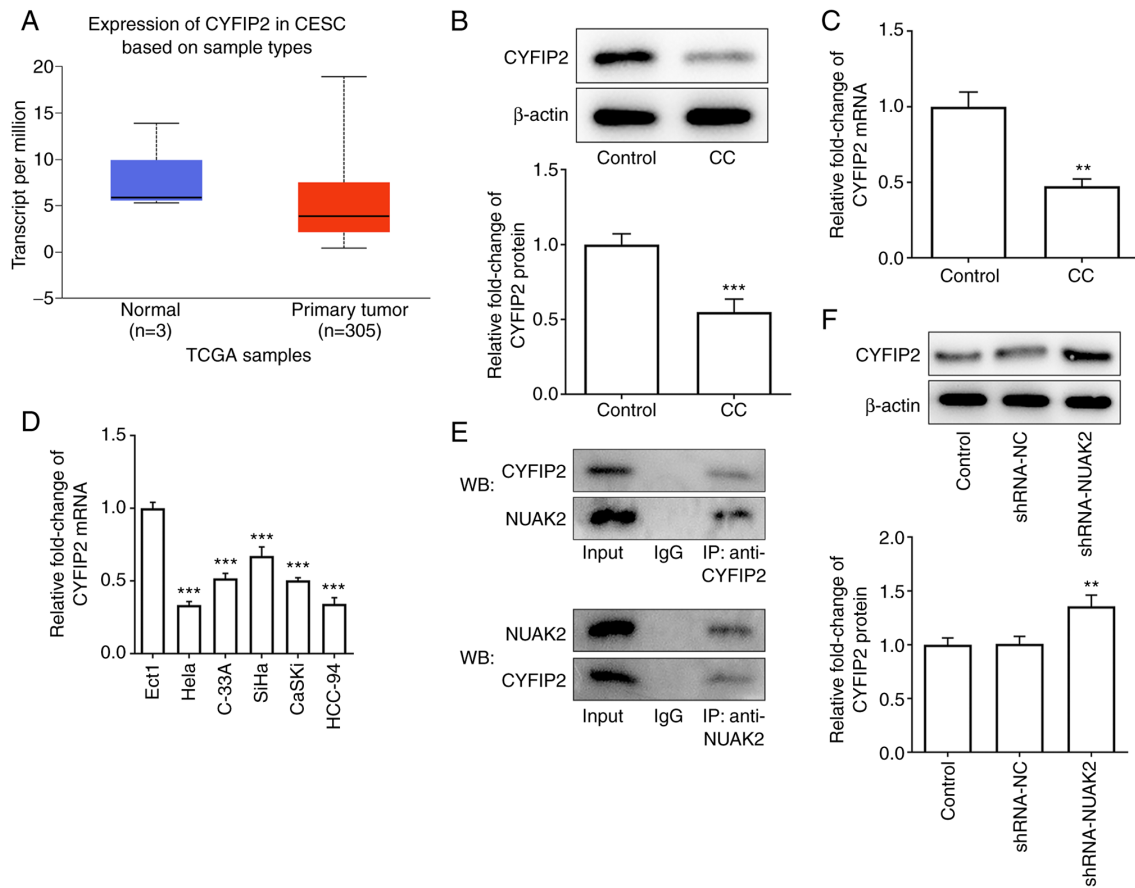 A
Expression of CYFIP2 in CESC
based on sample types
Transcript per million
20
15
10
5
0
−5
Normal
(n=3)
Primary tumor
(n=305)
TCGA samples
B
CYFIP2
β-actin
Control CC
Relative fold-change of
CYFIP2 protein
1.5
1.0
0.5
0.0
***
Control CC
C
Relative fold-change of
CYFIP2 mRNA
1.5
1.0
0.5
0.0
**
Control CC
D
Relative fold-change of
CYFIP2 mRNA
1.5
1.0
0.5
0.0
*** *** *** *** ***
Ect1
Hela
C-33A
SiHa
CaSKi
HCC-94
E
WB:
CYFIP2
NUAK2
Input IgG IP: anti-
CYFIP2
WB:
NUAK2
CYFIP2
Input IgG IP: anti-
NUAK2
F
CYFIP2
β-actin
Control
shRNA-NC
shRNA-NUAK2
Relative fold-change of
CYFIP2 protein
2.0
1.5
1.0
0.5
0.0
**
Control
shRNA-NC
shRNA-NUAK2